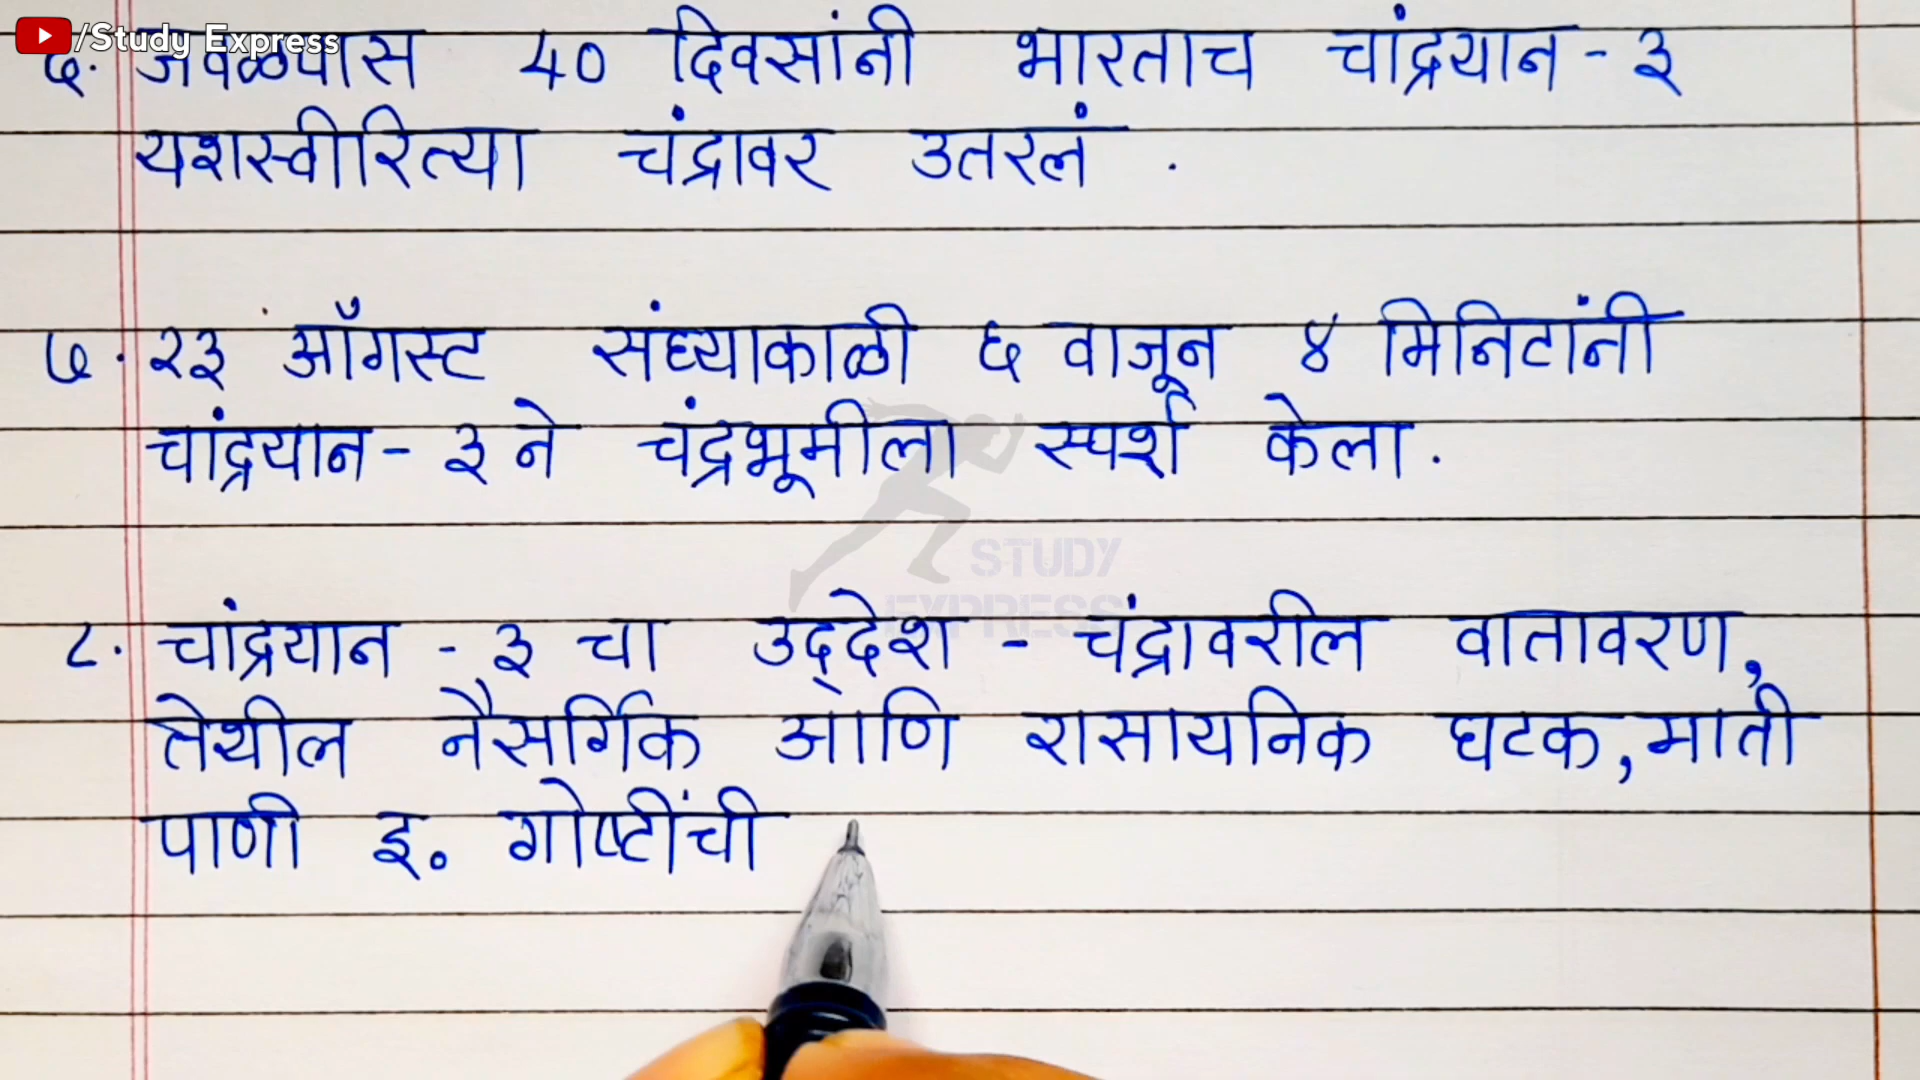 /Study Express
६. जवळपास 40 दिवसांनी भारताच चांद्रयान - ३
यशस्वीरित्या चंद्रावर उतरलं .
७. २३ ऑगस्ट संध्याकाळी ६ वाजून ४ मिनिटांनी
चांद्रयान - ३ ने चंद्रभूमीला स्पर्श केला .
STUDY
EXPRESS
८. चांद्रयान - ३ चा उद्‌देश - चंद्रावरील वातावरण,
तेथील नैसर्गिक आणि रासायनिक घटक, माती
पाणी इ. गोष्टींची